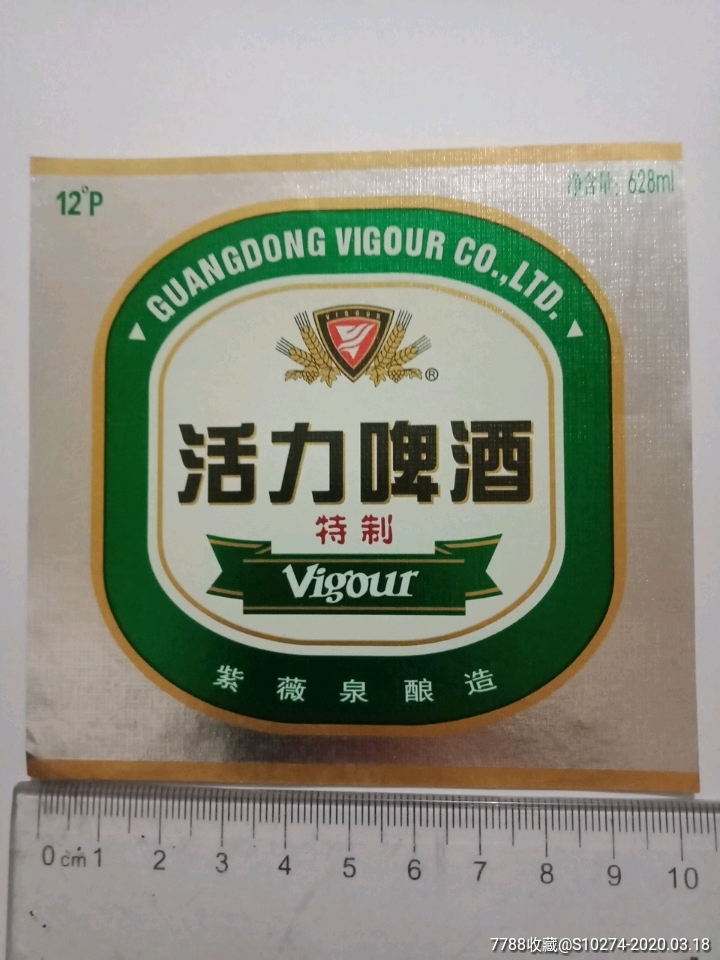 12°P
净含量: 628ml
GUANGDONG VIGOUR CO.,LTD.
VIGOUR
®
活力啤酒
特制
Vigour
紫薇泉酿造
0 cm 1 2 3 4 5 6 7 8 9 10
7788收藏@S10274-2020.03.18